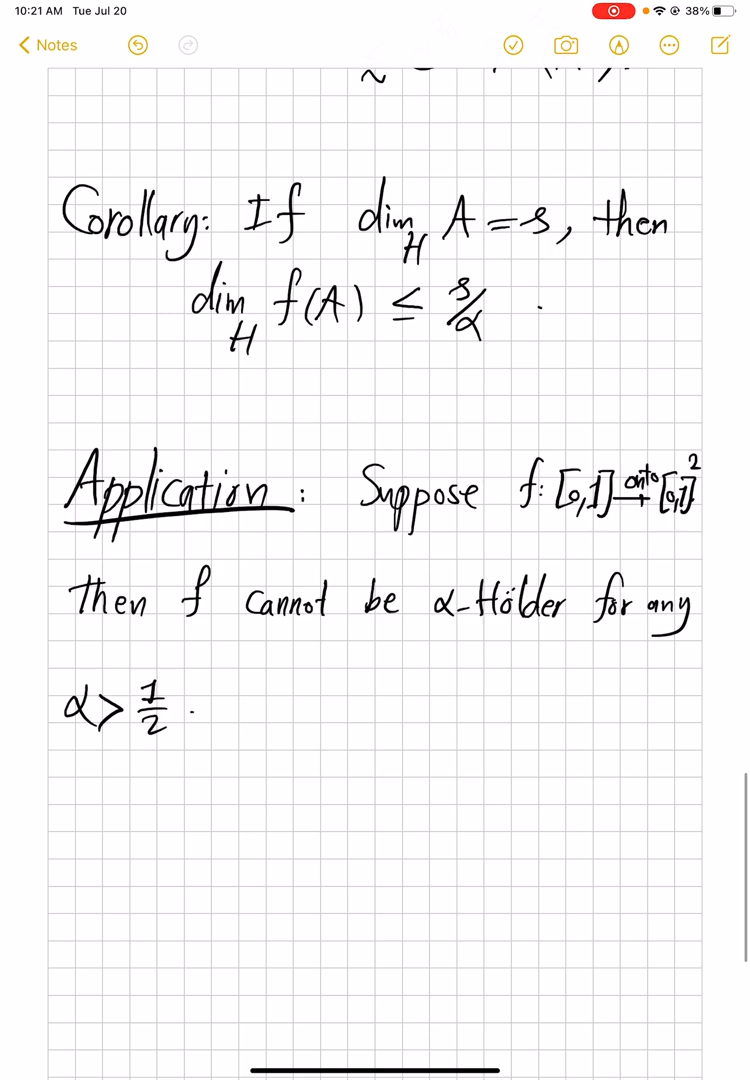 10:21 AM Tue Jul 20
38%
Notes
Corollary: If dim_H A = s, then
dim_H f(A) ≤ s/α .
Application: Suppose f: [0,1] onto→ [0,1]²
Then f cannot be α-Hölder for any
α > 1/2 .